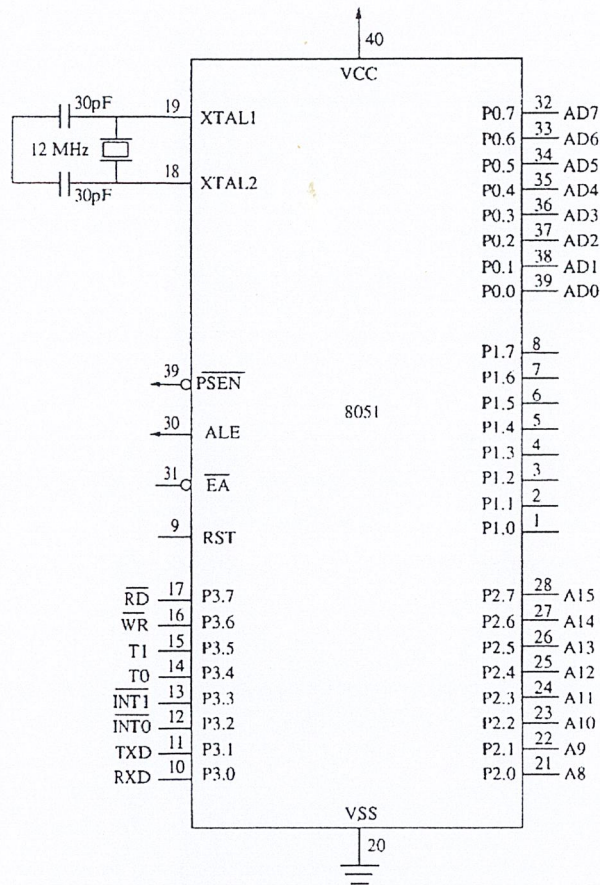 40
VCC
30pF
19
XTAL1
12 MHz
18
XTAL2
30pF
P0.7 32 AD7
P0.6 33 AD6
P0.5 34 AD5
P0.4 35 AD4
P0.3 36 AD3
P0.2 37 AD2
P0.1 38 AD1
P0.0 39 AD0
39 PSEN
30 ALE
31 EA
9 RST
8051
P1.7 8
P1.6 7
P1.5 6
P1.4 5
P1.3 4
P1.2 3
P1.1 2
P1.0 1
RD 17 P3.7
WR 16 P3.6
T1 15 P3.5
T0 14 P3.4
INT1 13 P3.3
INT0 12 P3.2
TXD 11 P3.1
RXD 10 P3.0
P2.7 28 A15
P2.6 27 A14
P2.5 26 A13
P2.4 25 A12
P2.3 24 A11
P2.2 23 A10
P2.1 22 A9
P2.0 21 A8
VSS
20